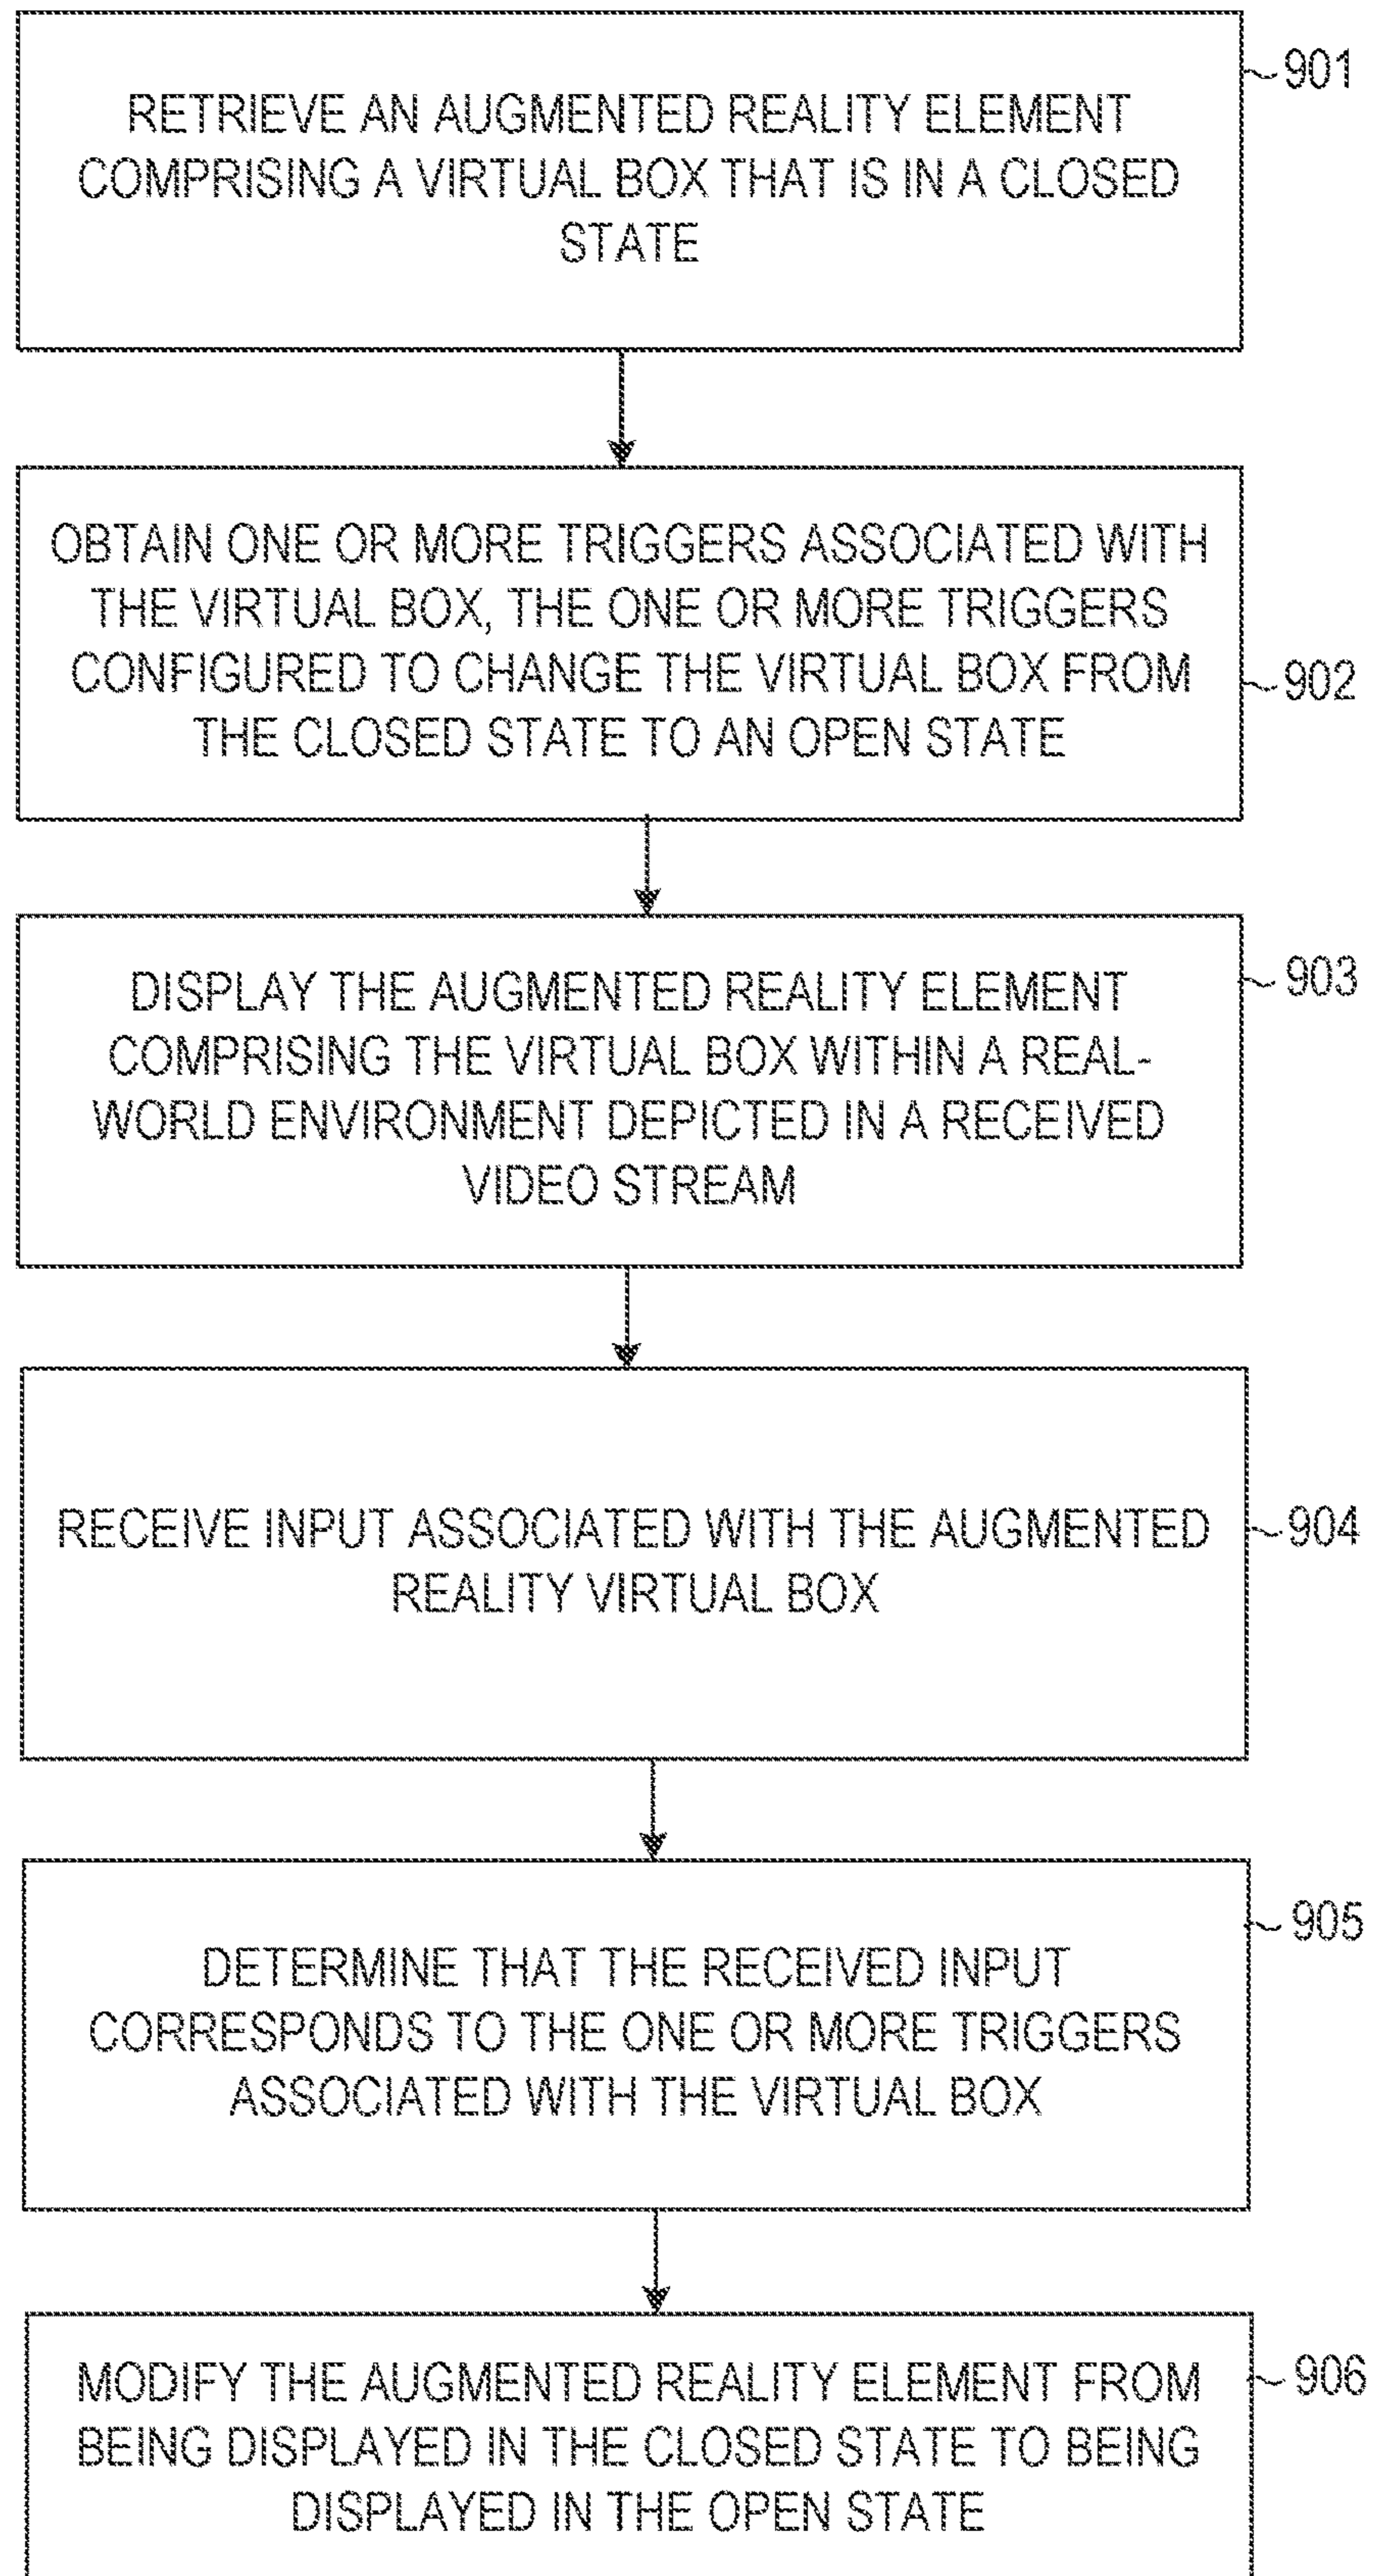 901
RETRIEVE AN AUGMENTED REALITY ELEMENT
COMPRISING A VIRTUAL BOX THAT IS IN A CLOSED
STATE
OBTAIN ONE OR MORE TRIGGERS ASSOCIATED WITH
THE VIRTUAL BOX, THE ONE OR MORE TRIGGERS
CONFIGURED TO CHANGE THE VIRTUAL BOX FROM
902
THE CLOSED STATE TO AN OPEN STATE
903
DISPLAY THE AUGMENTED REALITY ELEMENT
COMPRISING THE VIRTUAL BOX WITHIN A REAL-
WORLD ENVIRONMENT DEPICTED IN A RECEIVED
VIDEO STREAM
904
RECEIVE INPUT ASSOCIATED WITH THE AUGMENTED
REALITY VIRTUAL BOX
905
DETERMINE THAT THE RECEIVED INPUT
CORRESPONDS TO THE ONE OR MORE TRIGGERS
ASSOCIATED WITH THE VIRTUAL BOX
906
MODIFY THE AUGMENTED REALITY ELEMENT FROM
BEING DISPLAYED IN THE CLOSED STATE TO BEING
DISPLAYED IN THE OPEN STATE